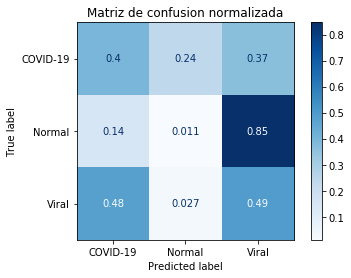 Matriz de confusion normalizada
COVID-19 0.4 0.24 0.37
Normal 0.14 0.011 0.85
Viral 0.48 0.027 0.49
COVID-19 Normal Viral
Predicted label
True label
0.8
0.7
0.6
0.5
0.4
0.3
0.2
0.1